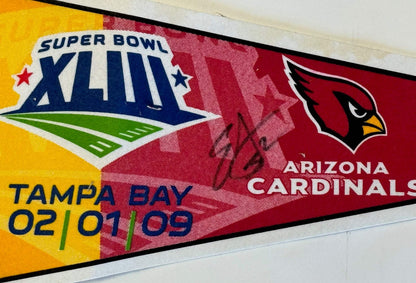 SUPER BOWL
XLIII
TAMPA BAY
02|01|09
ARIZONA
CARDINALS